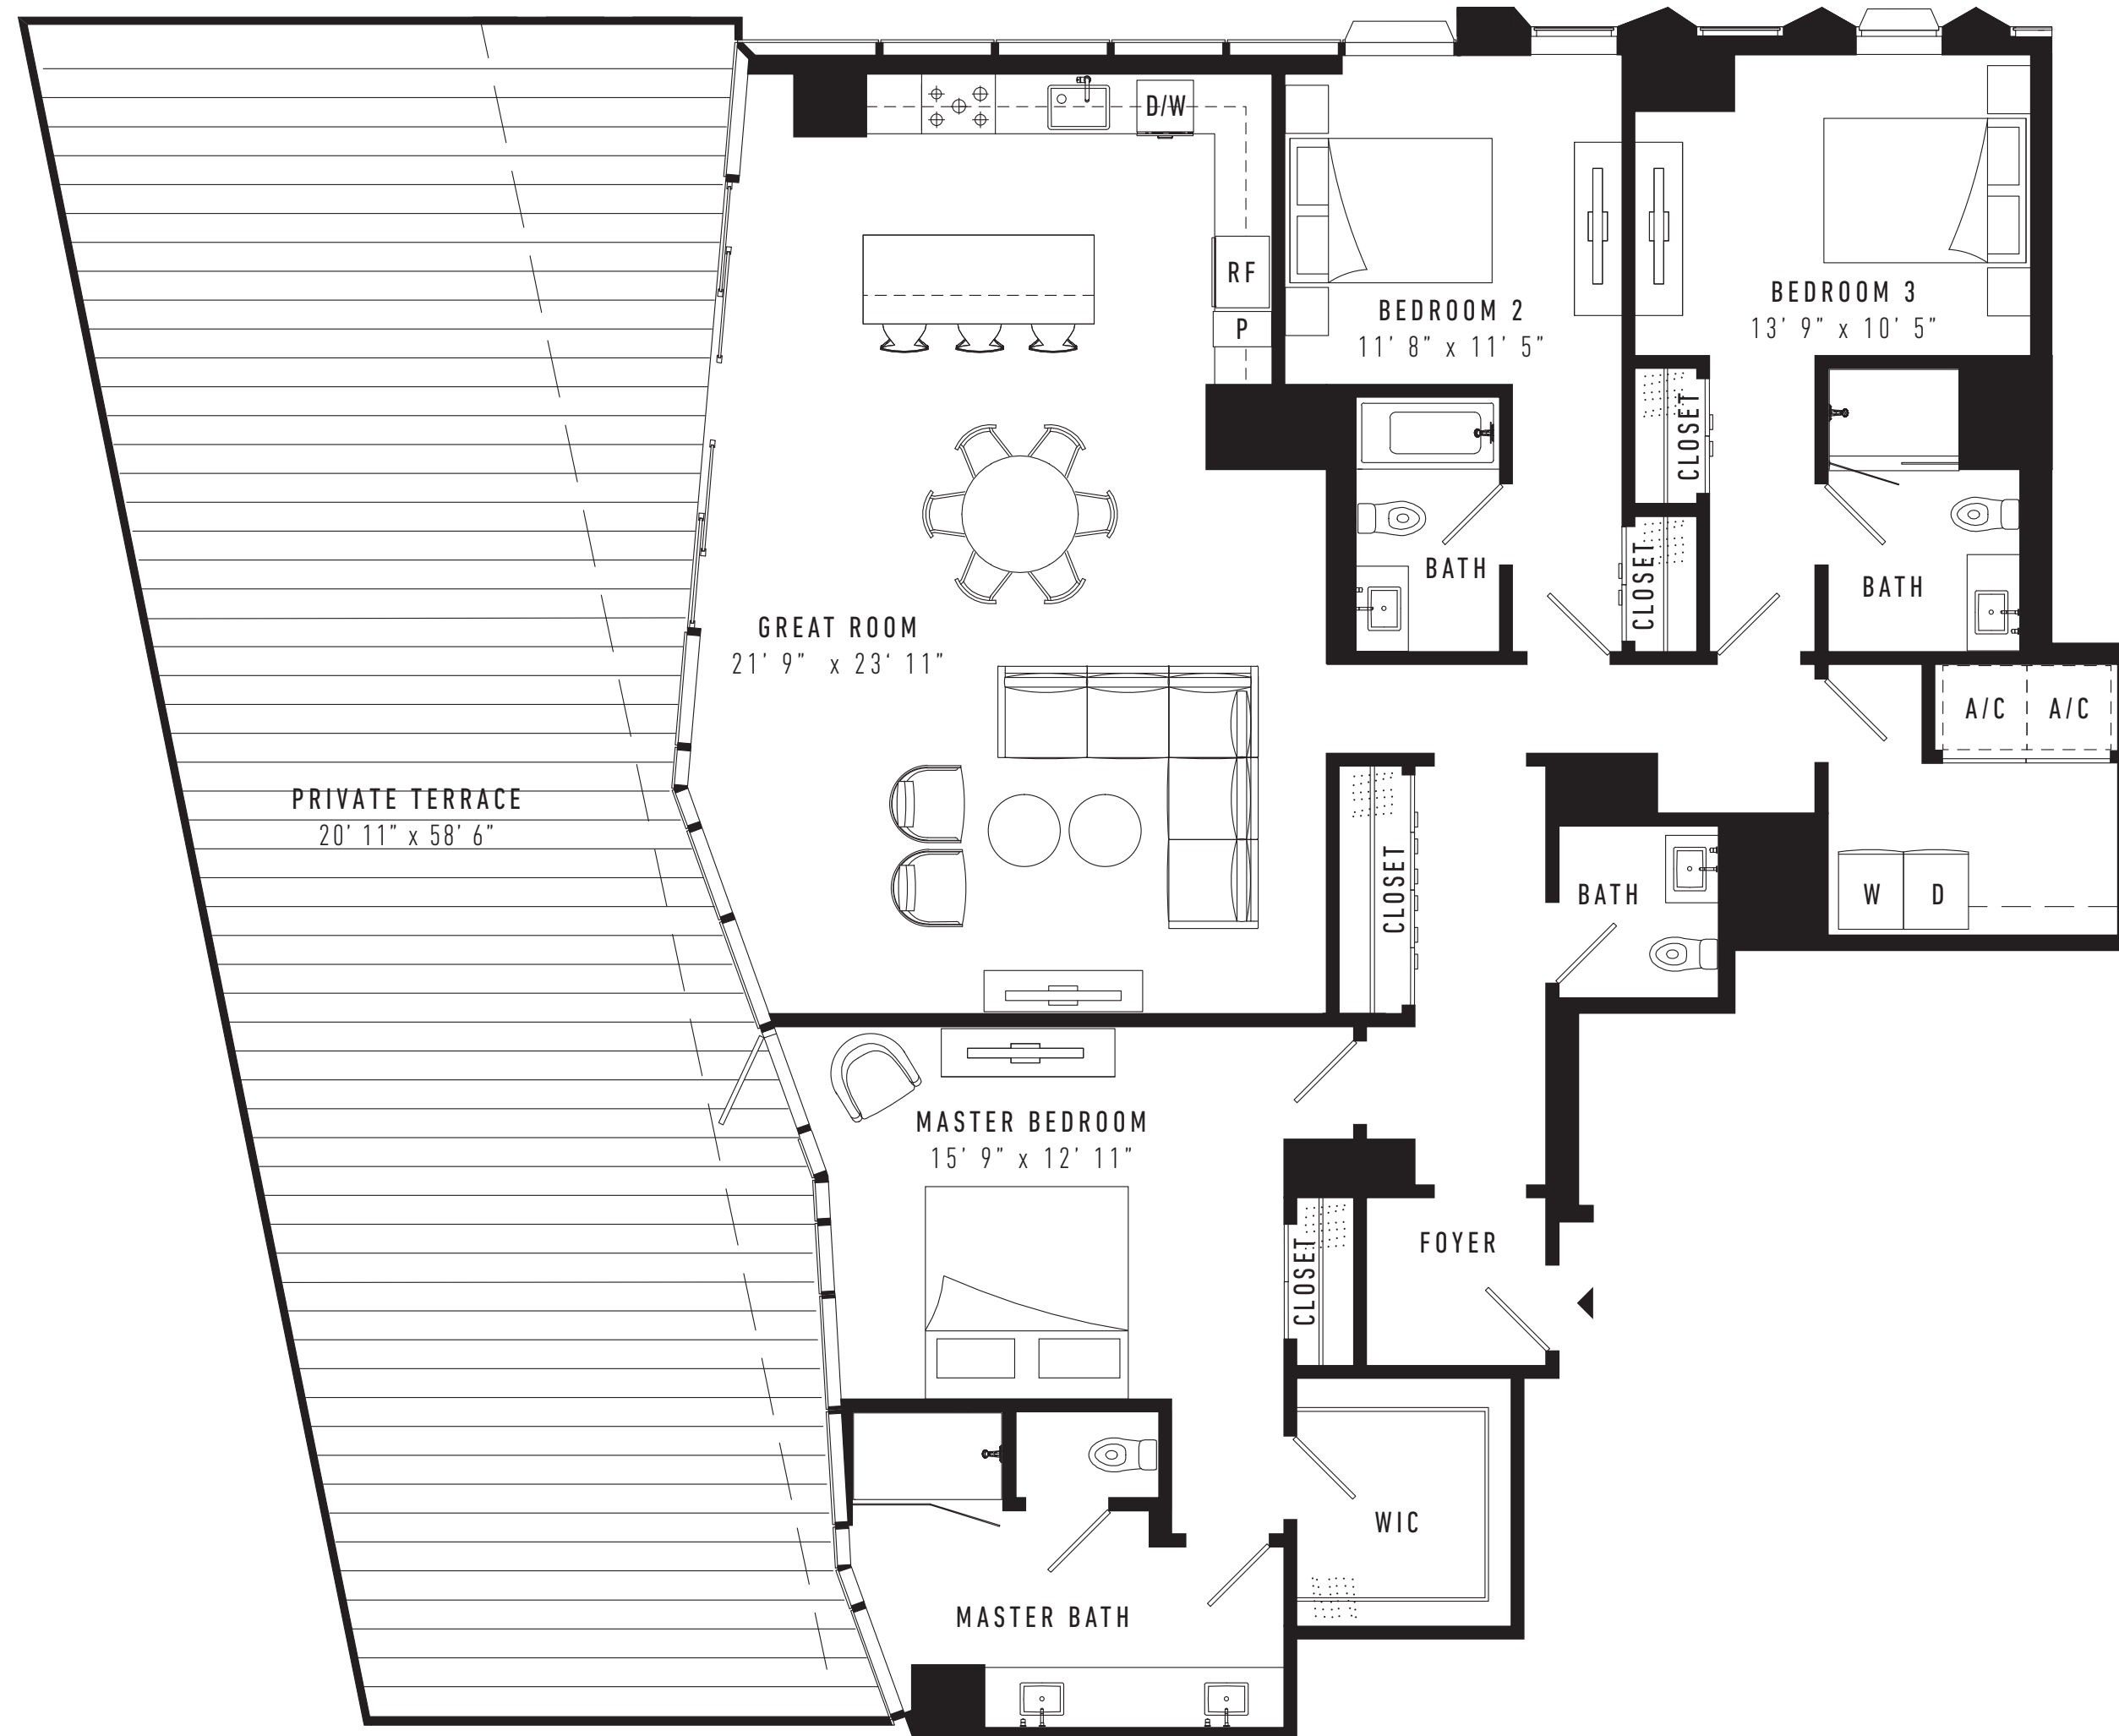 D/W
RF
P
BEDROOM 2
11' 8" x 11' 5"
BEDROOM 3
13' 9" x 10' 5"
CLOSET
CLOSET
BATH
BATH
GREAT ROOM
21' 9" x 23' 11"
A/C
A/C
PRIVATE TERRACE
20' 11" x 58' 6"
CLOSET
BATH
W
D
MASTER BEDROOM
15' 9" x 12' 11"
CLOSET
FOYER
WIC
MASTER BATH